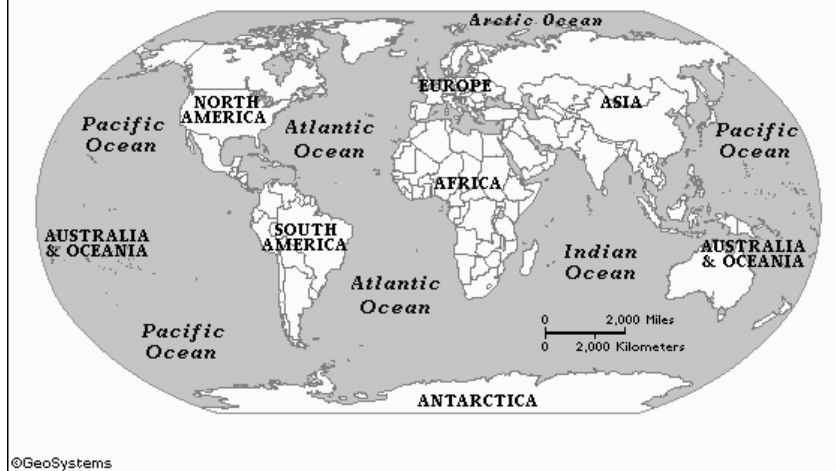 Arctic Ocean
EUROPE
NORTH
AMERICA
ASIA
Pacific
Ocean
Atlantic
Ocean
Pacific
Ocean
AFRICA
AUSTRALIA
& OCEANIA
SOUTH
AMERICA
Indian
Ocean
AUSTRALIA
& OCEANIA
Atlantic
Ocean
0 2,000 Miles
0 2,000 Kilometers
Pacific
Ocean
ANTARCTICA
©GeoSystems